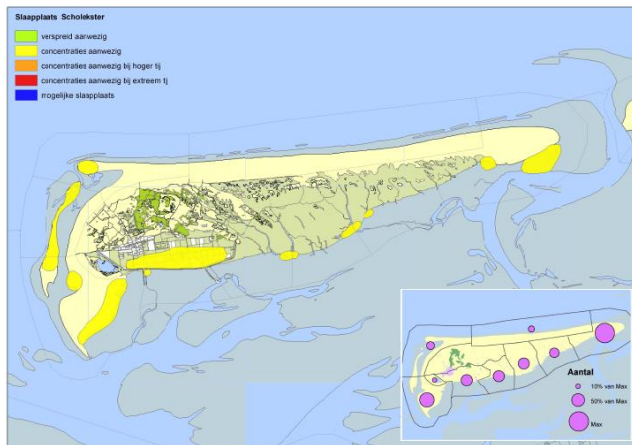 Slaapplaats Scholekster
verspreid aanwezig
concentraties aanwezig
concentraties aanwezig bij hoger tij
concentraties aanwezig bij extreem tij
mogelijke slaapplaats
Aantal
10% van Max
50% van Max
Max